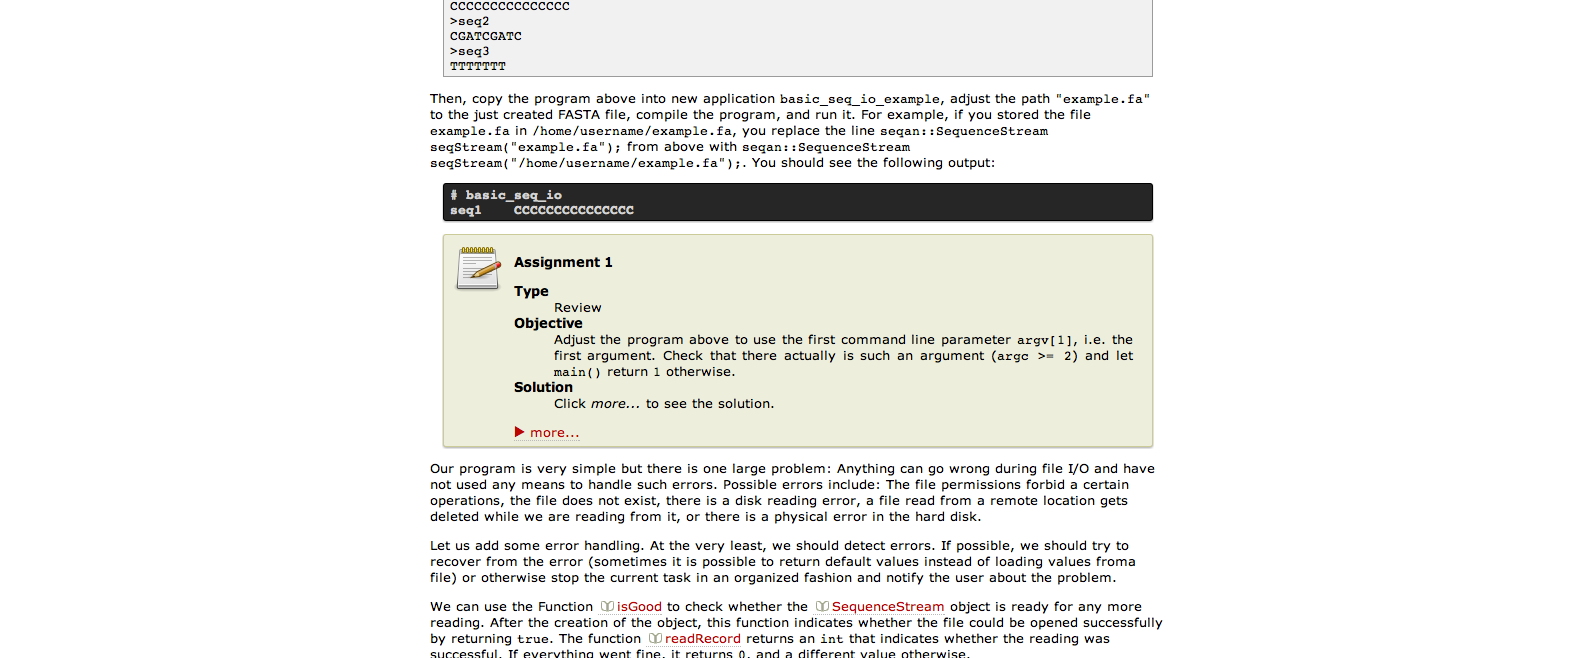 CCCCCCCCCCCCCCC
>seq2
CGATCGATC
>seq3
TTTTTTT
Then, copy the program above into new application basic_seq_io_example, adjust the path "example.fa"
to the just created FASTA file, compile the program, and run it. For example, if you stored the file
example.fa in /home/username/example.fa, you replace the line seqan::SequenceStream
seqStream("example.fa"); from above with seqan::SequenceStream
seqStream("/home/username/example.fa");. You should see the following output:
# basic_seq_io
seq1    CCCCCCCCCCCCCCC
Assignment 1
Type
Review
Objective
Adjust the program above to use the first command line parameter argv[1], i.e. the
first argument. Check that there actually is such an argument (argc >= 2) and let
main() return 1 otherwise.
Solution
Click more... to see the solution.
more...
Our program is very simple but there is one large problem: Anything can go wrong during file I/O and have
not used any means to handle such errors. Possible errors include: The file permissions forbid a certain
operations, the file does not exist, there is a disk reading error, a file read from a remote location gets
deleted while we are reading from it, or there is a physical error in the hard disk.
Let us add some error handling. At the very least, we should detect errors. If possible, we should try to
recover from the error (sometimes it is possible to return default values instead of loading values froma
file) or otherwise stop the current task in an organized fashion and notify the user about the problem.
We can use the Function isGood to check whether the SequenceStream object is ready for any more
reading. After the creation of the object, this function indicates whether the file could be opened successfully
by returning true. The function readRecord returns an int that indicates whether the reading was
successful. If everything went fine, it returns 0, and a different value otherwise.